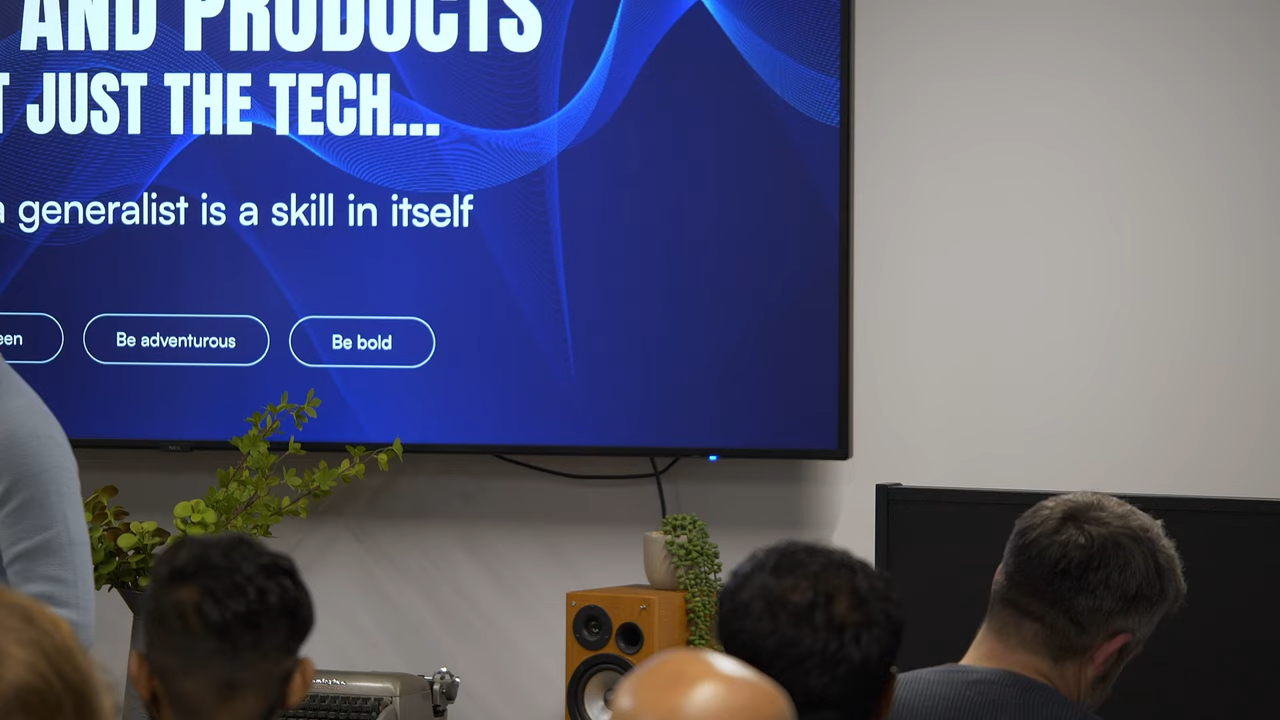 AND PRODUCTS
T JUST THE TECH...
a generalist is a skill in itself
een
Be adventurous
Be bold